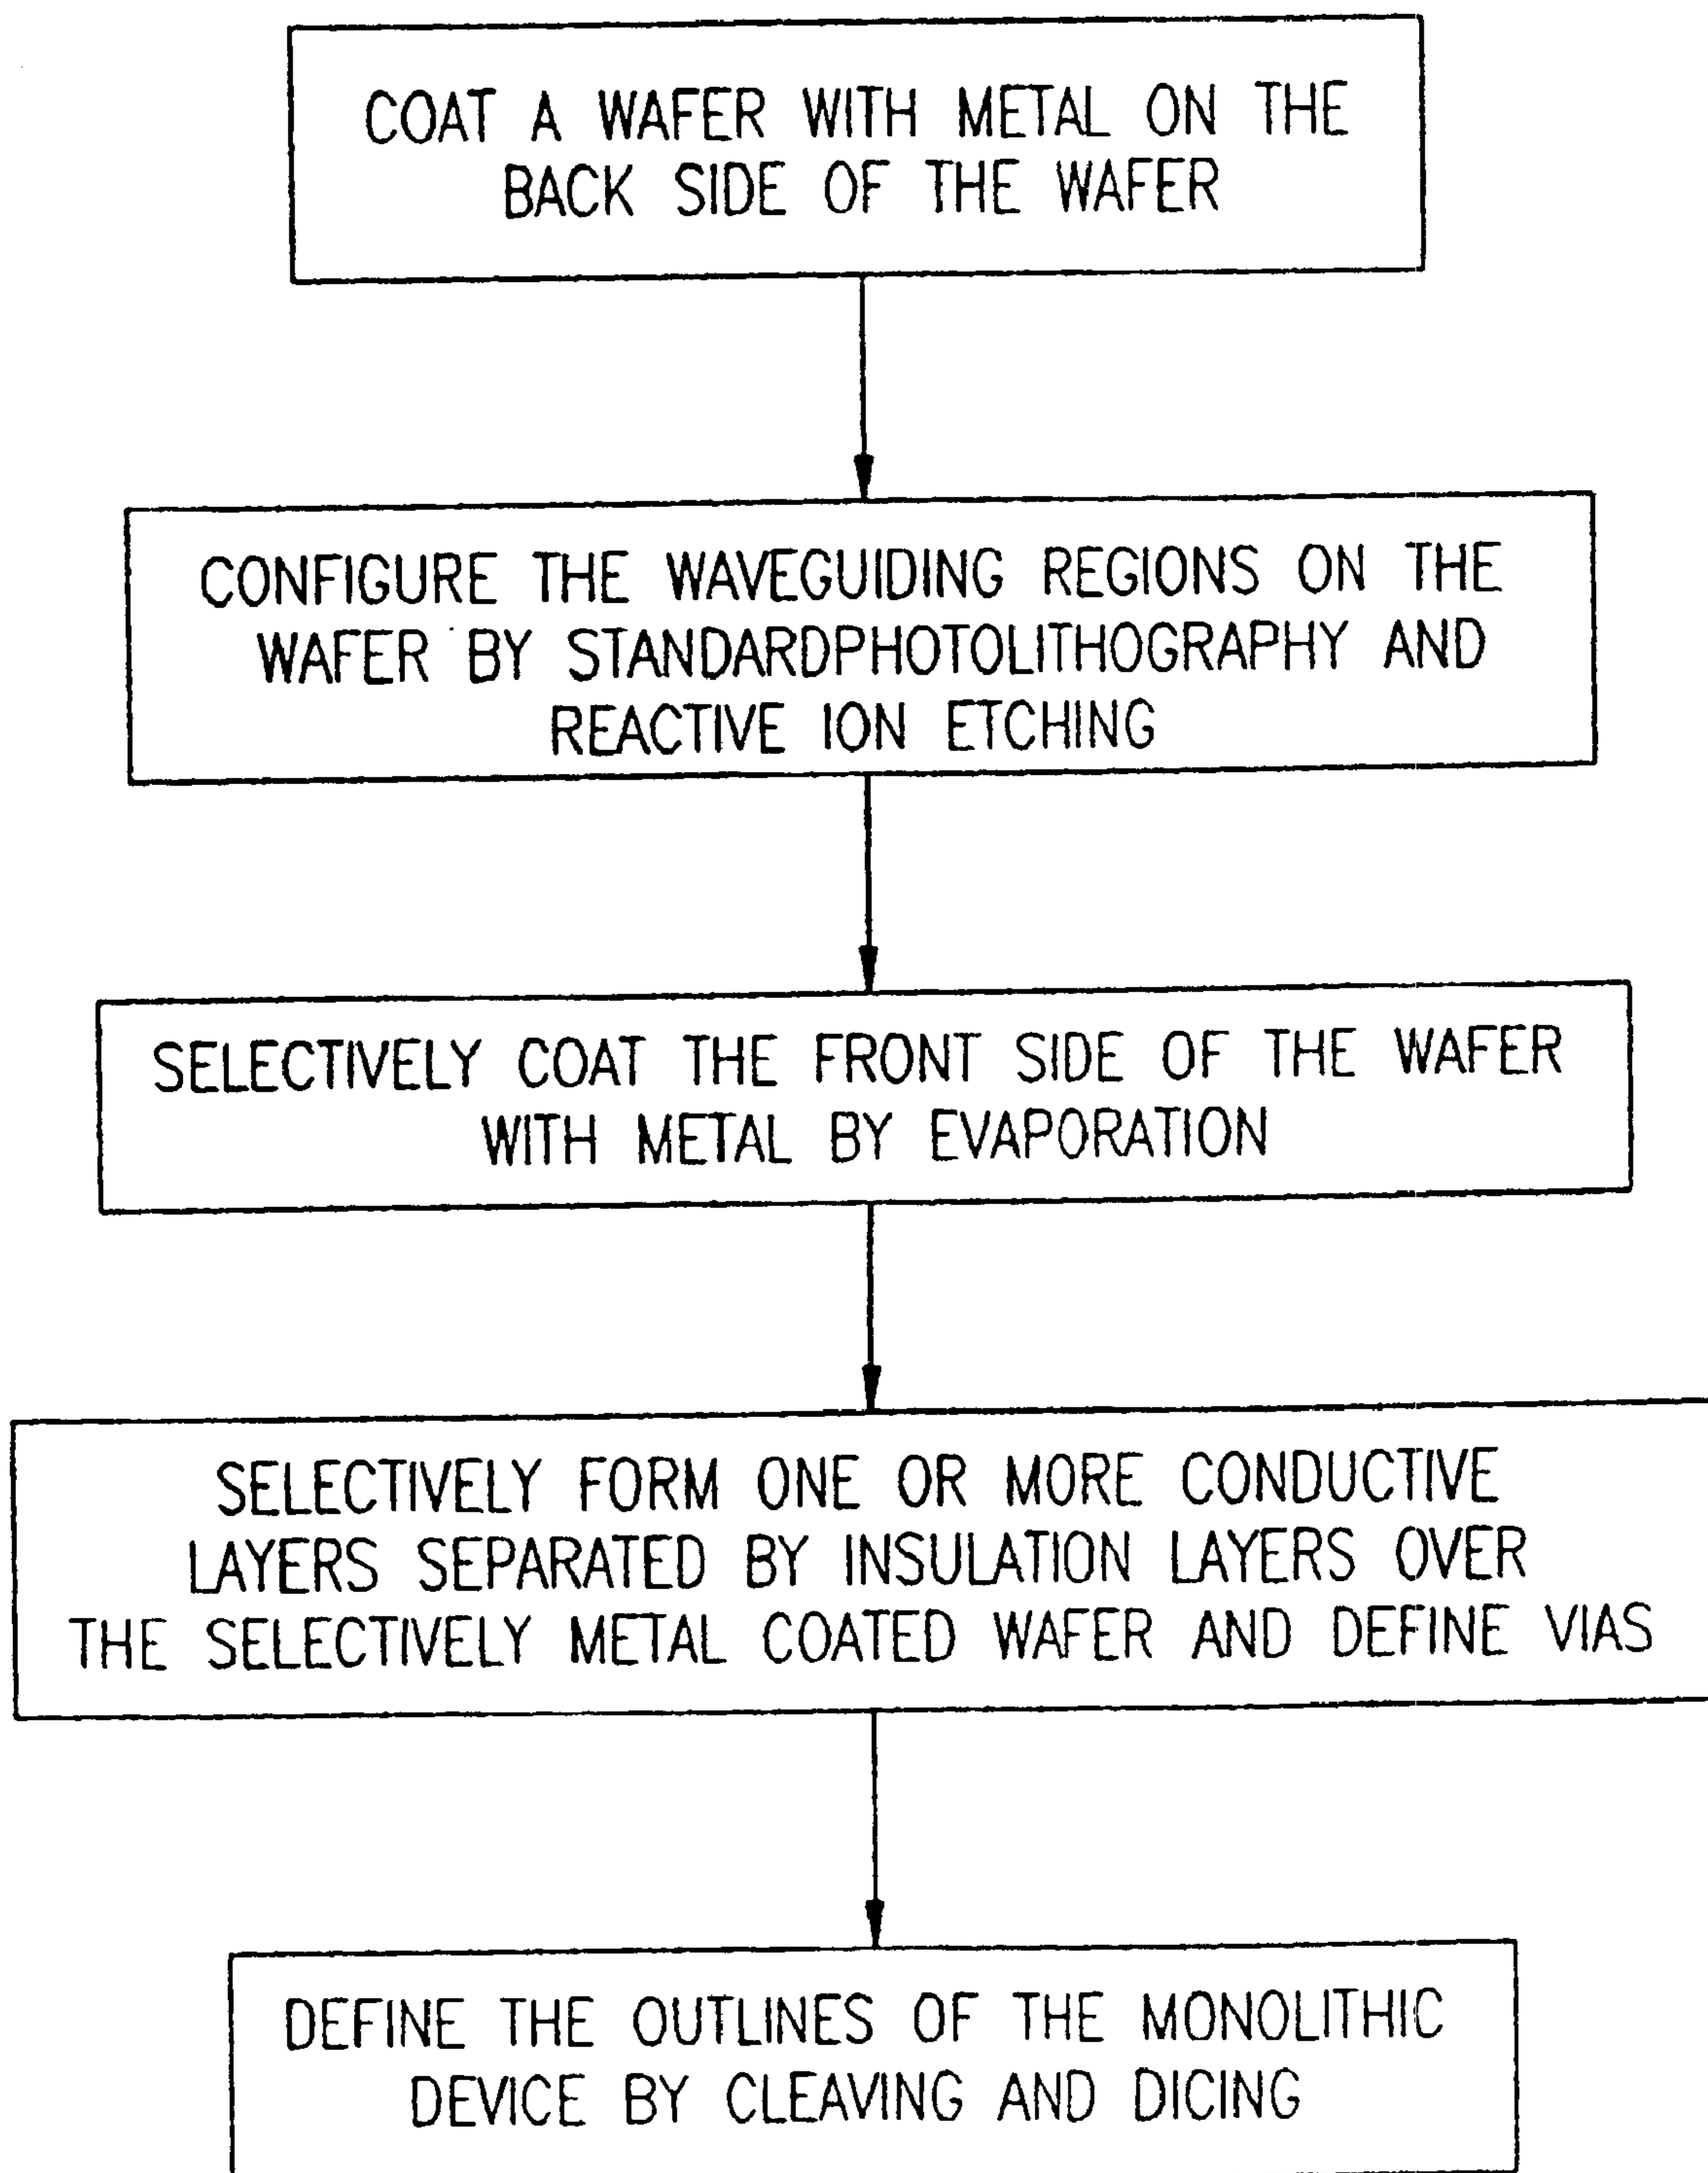 COAT A WAFER WITH METAL ON THE
BACK SIDE OF THE WAFER
CONFIGURE THE WAVEGUIDING REGIONS ON THE
WAFER BY STANDARDPHOTOLITHOGRAPHY AND
REACTIVE ION ETCHING
SELECTIVELY COAT THE FRONT SIDE OF THE WAFER
WITH METAL BY EVAPORATION
SELECTIVELY FORM ONE OR MORE CONDUCTIVE
LAYERS SEPARATED BY INSULATION LAYERS OVER
THE SELECTIVELY METAL COATED WAFER AND DEFINE VIAS
DEFINE THE OUTLINES OF THE MONOLITHIC
DEVICE BY CLEAVING AND DICING